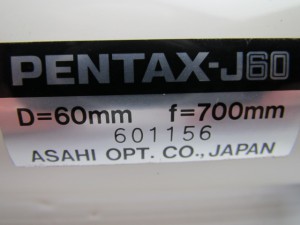 PENTAX-J60
D=60mm f=700mm
601156
ASAHI OPT. CO., JAPAN